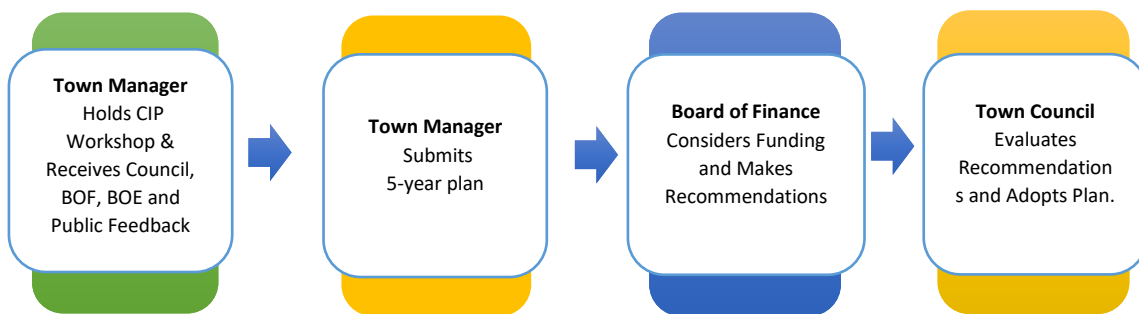 Town Manager
Holds CIP
Workshop &
Receives Council,
BOF, BOE and
Public Feedback
Town Manager
Submits
5-year plan
Board of Finance
Considers Funding
and Makes
Recommendations
Town Council
Evaluates
Recommendation
s and Adopts Plan.